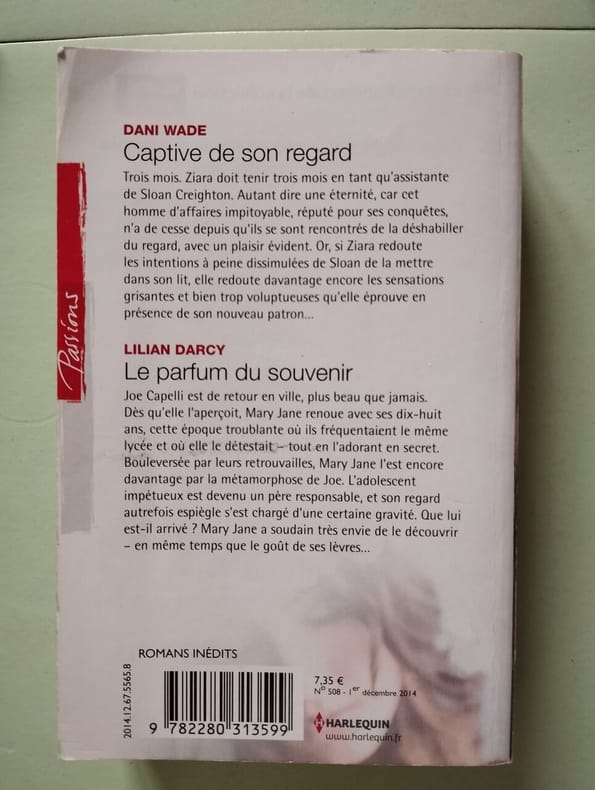 DANI WADE
Captive de son regard
Trois mois. Ziara doit tenir trois mois en tant qu'assistante
de Sloan Creighton. Autant dire une éternité, car cet
homme d'affaires impitoyable, réputé pour ses conquêtes,
n'a de cesse depuis qu'ils se sont rencontrés de la déshabiller
du regard, avec un plaisir évident. Or, si Ziara redoute
les intentions à peine dissimulées de Sloan de la mettre
dans son lit, elle redoute davantage encore les sensations
grisantes et bien trop voluptueuses qu'elle éprouve en
présence de son nouveau patron...
Passions
LILIAN DARCY
Le parfum du souvenir
Joe Capelli est de retour en ville, plus beau que jamais.
Dès qu'elle l'aperçoit, Mary Jane renoue avec ses dix-huit
ans, cette époque troublante où ils fréquentaient le même
lycée et où elle le détestait – tout en l'adorant en secret.
Bouleversée par leurs retrouvailles, Mary Jane l'est encore
davantage par la métamorphose de Joe. L'adolescent
impétueux est devenu un père responsable, et son regard
autrefois espiègle s'est chargé d'une certaine gravité. Que lui
est-il arrivé ? Mary Jane a soudain très envie de le découvrir
– en même temps que le goût de ses lèvres...
ROMANS INÉDITS
2014.12.67.5565.8
9 782280 313599
7,35 €
N° 508 - 1er décembre 2014
HARLEQUIN
www.harlequin.fr